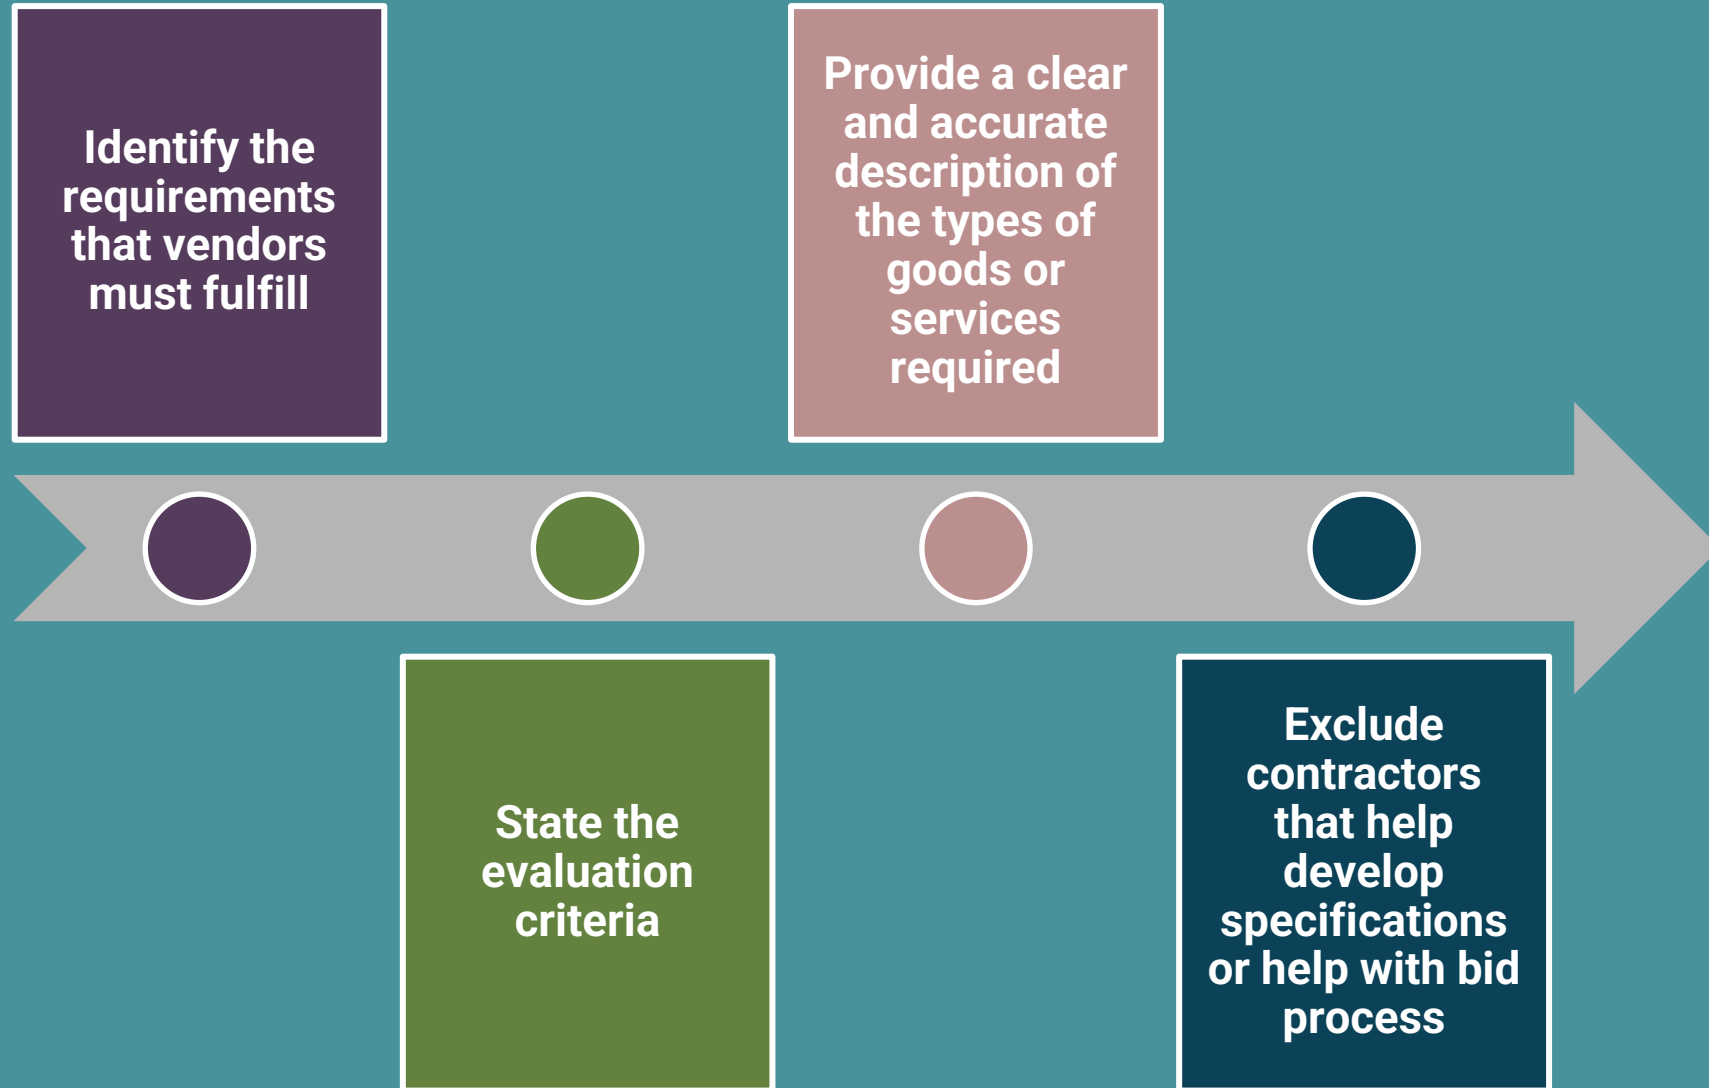 Identify the
requirements
that vendors
must fulfill
State the
evaluation
criteria
Provide a clear
and accurate
description of
the types of
goods or
services
required
Exclude
contractors
that help
develop
specifications
or help with bid
process